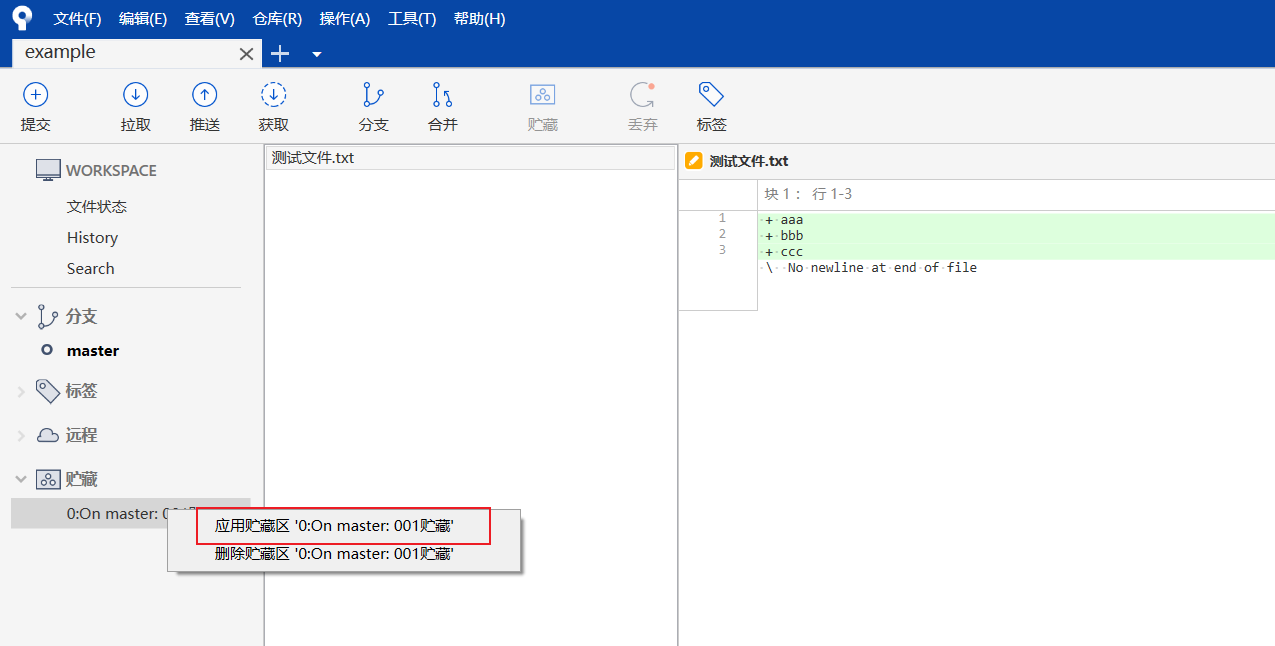 文件(F) 编辑(E) 查看(V) 仓库(R) 操作(A) 工具(T) 帮助(H)
example
提交 拉取 推送 获取 分支 合并 贮藏 丢弃 标签
WORKSPACE
文件状态
History
Search
分支
master
标签
远程
贮藏
0:On master:
应用贮藏区 '0:On master: 001贮藏'
删除贮藏区 '0:On master: 001贮藏'
测试文件.txt
测试文件.txt
块 1： 行 1-3
1 + aaa
2 + bbb
3 + ccc
\ No newline at end of file